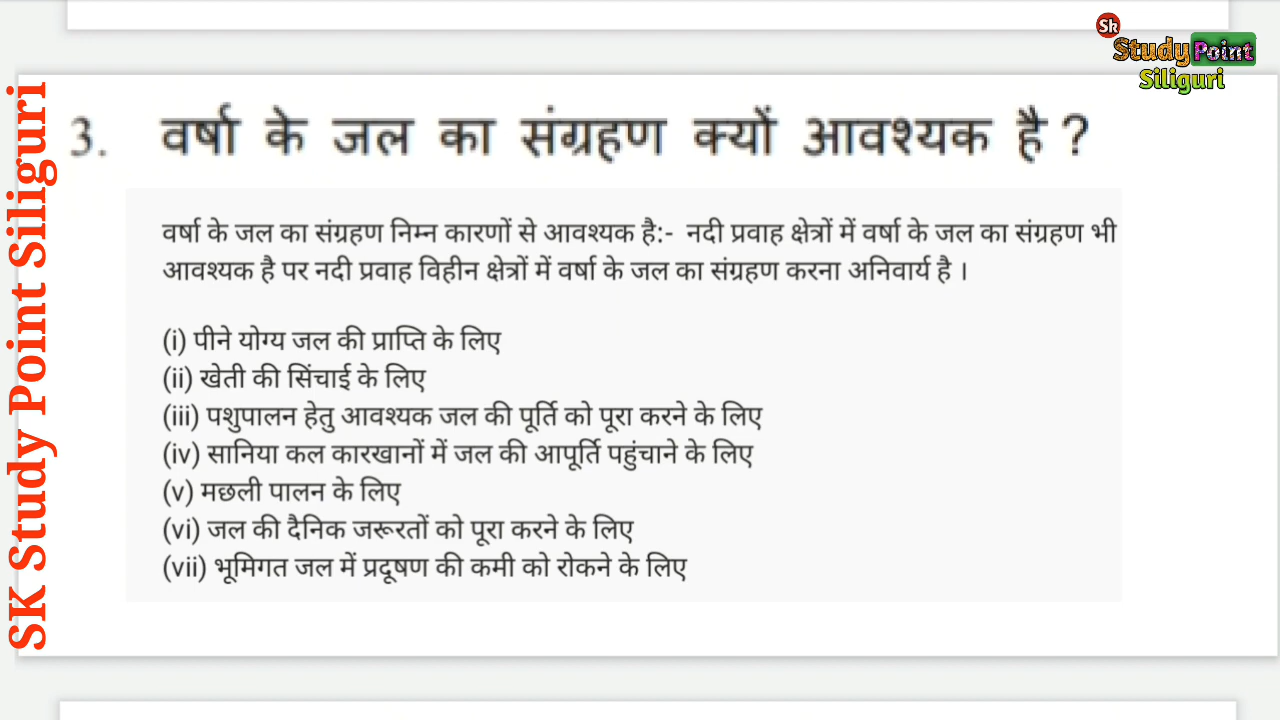 Sk
Study Point
Siliguri
SK Study Point Siliguri
3. वर्षा के जल का संग्रहण क्यों आवश्यक है ?
वर्षा के जल का संग्रहण निम्न कारणों से आवश्यक है:- नदी प्रवाह क्षेत्रों में वर्षा के जल का संग्रहण भी
आवश्यक है पर नदी प्रवाह विहीन क्षेत्रों में वर्षा के जल का संग्रहण करना अनिवार्य है ।
(i) पीने योग्य जल की प्राप्ति के लिए
(ii) खेती की सिंचाई के लिए
(iii) पशुपालन हेतु आवश्यक जल की पूर्ति को पूरा करने के लिए
(iv) सानिया कल कारखानों में जल की आपूर्ति पहुंचाने के लिए
(v) मछली पालन के लिए
(vi) जल की दैनिक जरूरतों को पूरा करने के लिए
(vii) भूमिगत जल में प्रदूषण की कमी को रोकने के लिए